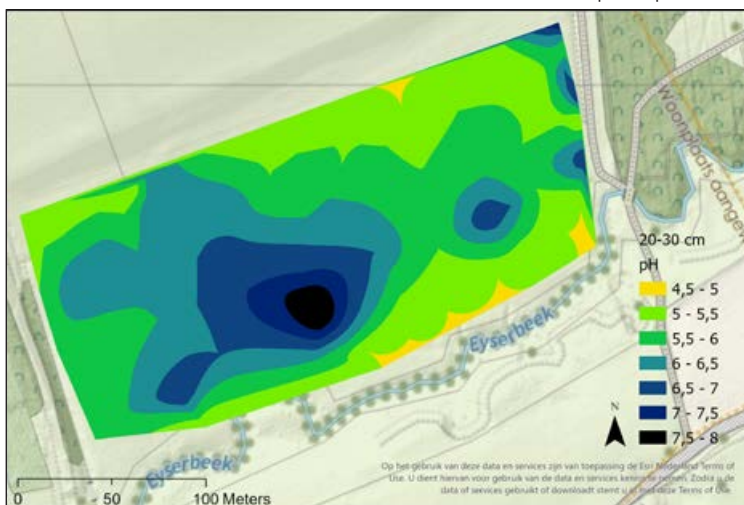 Woonplaats aangew
20-30 cm
pH
4,5 - 5
5 - 5,5
5,5 - 6
6 - 6,5
6,5 - 7
7 - 7,5
7,5 - 8
Eyserbeek
Eyserbeek
N
0 50 100 Meters
Op het gebruik van deze data en services zijn van toepassing de Esri Nederland Terms of
Use. U dient hiervan voor gebruik van de data en services kennis te nemen. Zodra u de
data of services gebruikt of downloadt stemt u in met deze Terms of Use.